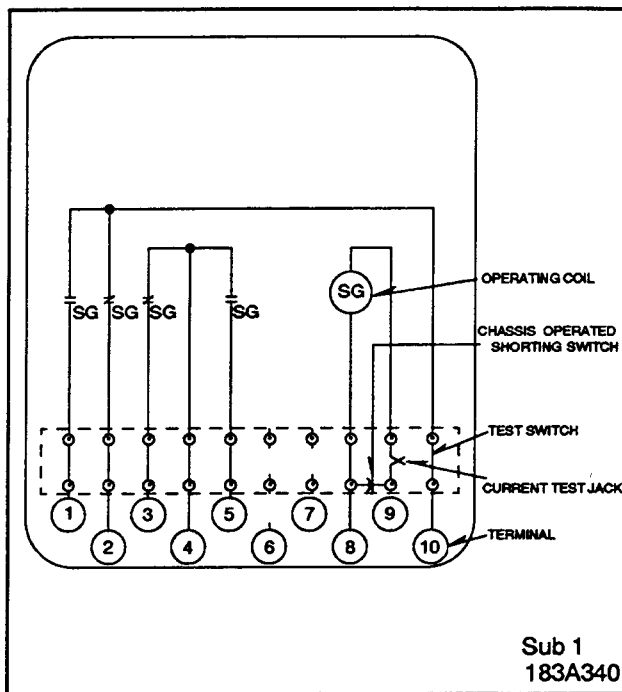 SG SG SG SG
SG
OPERATING COIL
CHASSIS OPERATED
SHORTING SWITCH
TEST SWITCH
CURRENT TEST JACK
1 3 5 7 9
2 4 6 8 10
TERMINAL
Sub 1
183A340